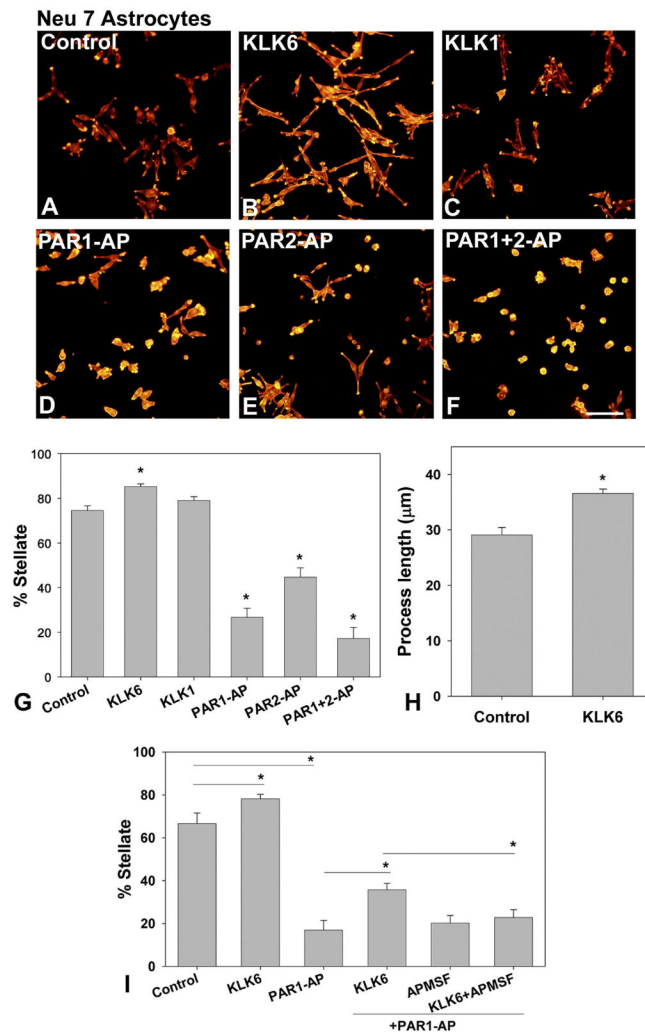 Neu 7 Astrocytes
Control KLK6 KLK1
A B C
PAR1-AP PAR2-AP PAR1+2-AP
D E F
100
80
60
40
20
0
% Stellate
* * * *
Control KLK6 KLK1 PAR1-AP PAR2-AP PAR1+2-AP
G
40
30
20
10
0
Process length (µm)
*
Control KLK6
H
100
80
60
40
20
0
% Stellate
* * * *
Control KLK6 PAR1-AP KLK6 APMSF KLK6+APMSF
+PAR1-AP
I